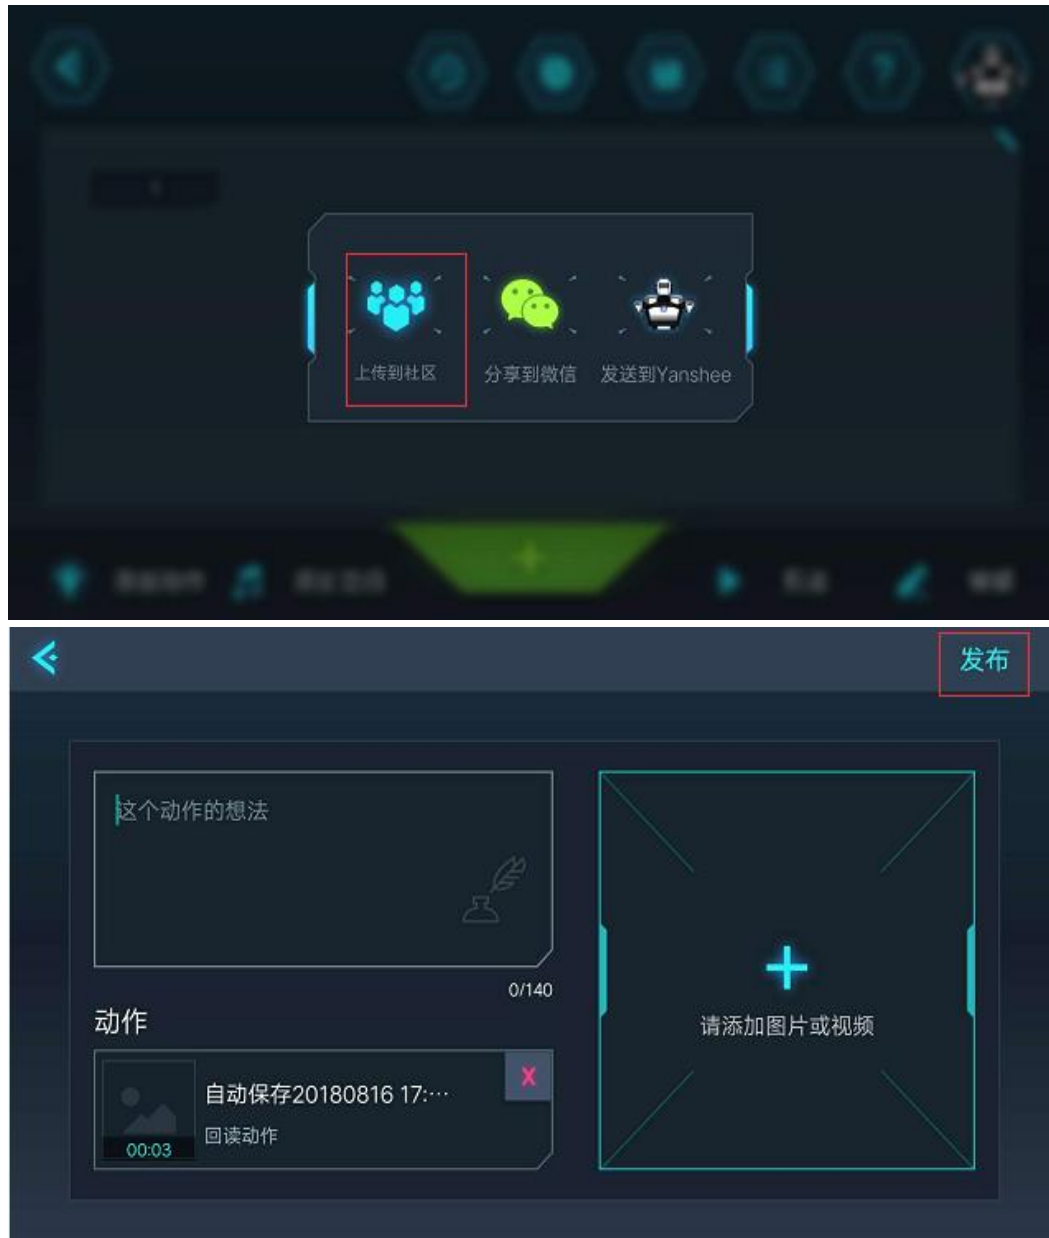 上传到社区
分享到微信
发送到Yanshee
发布
这个动作的想法
0/140
动作
自动保存20180816 17:···
00:03
回读动作
X
请添加图片或视频